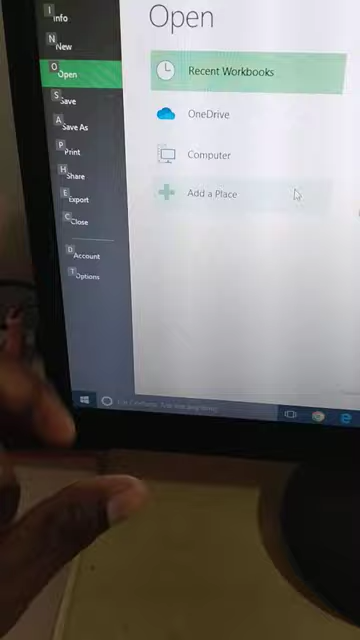 Open
I
Info
N
New
O
Open
S
Save
A
Save As
P
Print
H
Share
E
Export
C
Close
D
Account
T
Options
Recent Workbooks
OneDrive
Computer
Add a Place